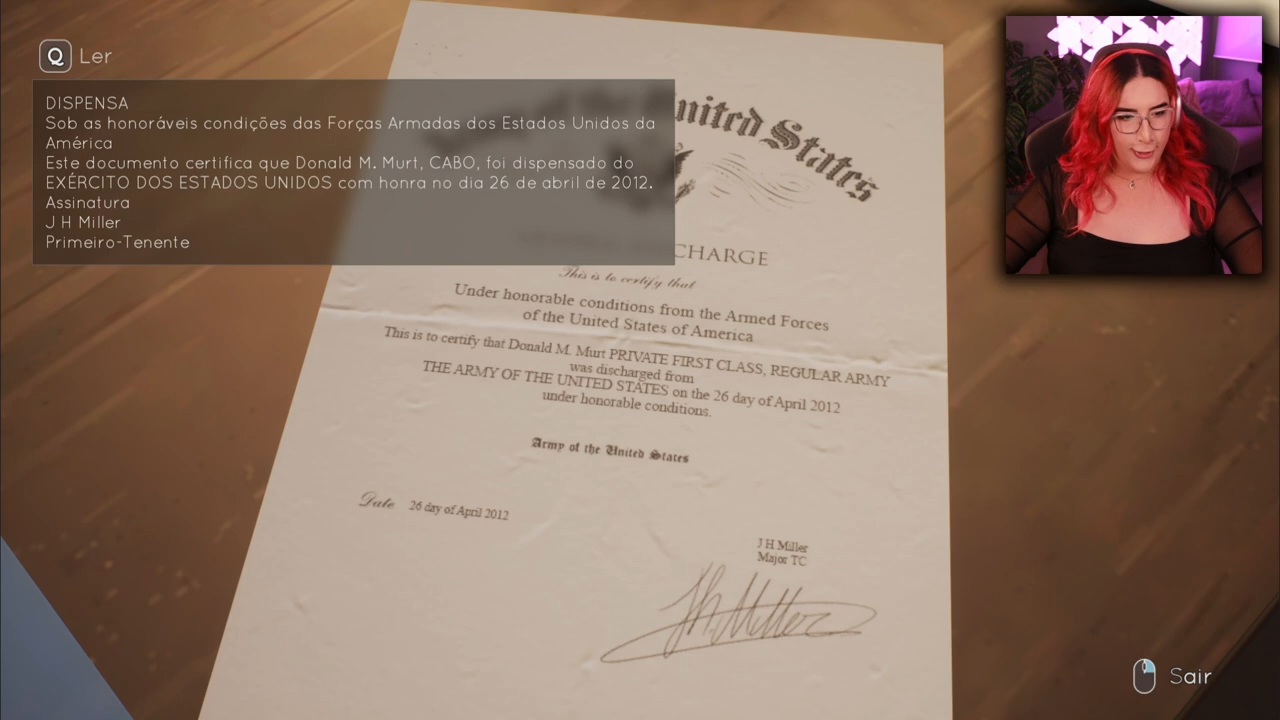 Q Ler
DISPENSA
Sob as honoráveis condições das Forças Armadas dos Estados Unidos da
América
Este documento certifica que Donald M. Murt, CABO, foi dispensado do
EXÉRCITO DOS ESTADOS UNIDOS com honra no dia 26 de abril de 2012.
Assinatura
J H Miller
Primeiro-Tenente
United States
CHARGE
This is to certify that
Under honorable conditions from the Armed Forces
of the United States of America
This is to certify that Donald M. Murt PRIVATE FIRST CLASS, REGULAR ARMY
was discharged from
THE ARMY OF THE UNITED STATES on the 26 day of April 2012
under honorable conditions.
Army of the United States
Date 26 day of April 2012
J H Miller
Major TC
J h. Miller
Sair